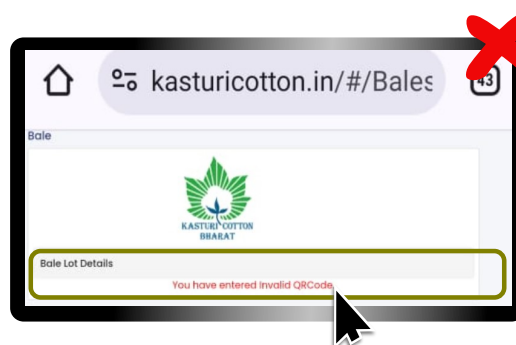 kasturicotton.in/#/Bales
43
Bale
KASTURI COTTON
BHARAT
Bale Lot Details
You have entered Invalid QRCode